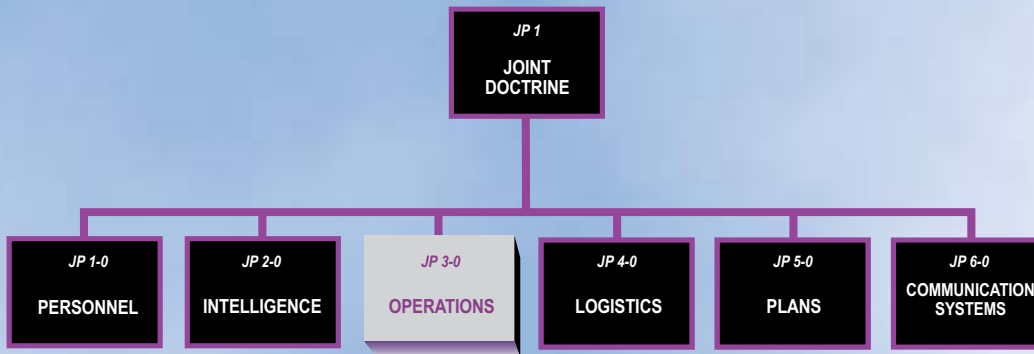 JP 1
JOINT
DOCTRINE
JP 1-0
PERSONNEL
JP 2-0
INTELLIGENCE
JP 3-0
OPERATIONS
JP 4-0
LOGISTICS
JP 5-0
PLANS
JP 6-0
COMMUNICATION
SYSTEMS